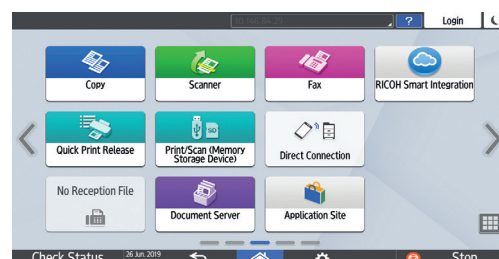 10.146.84.29
? Login
Copy
Scanner
Fax
RICOH Smart Integration
Quick Print Release
SD
Print/Scan (Memory
Storage Device)
Direct Connection
No Reception File
Document Server
Application Site
Check Status
26 Jun. 2019
Stop